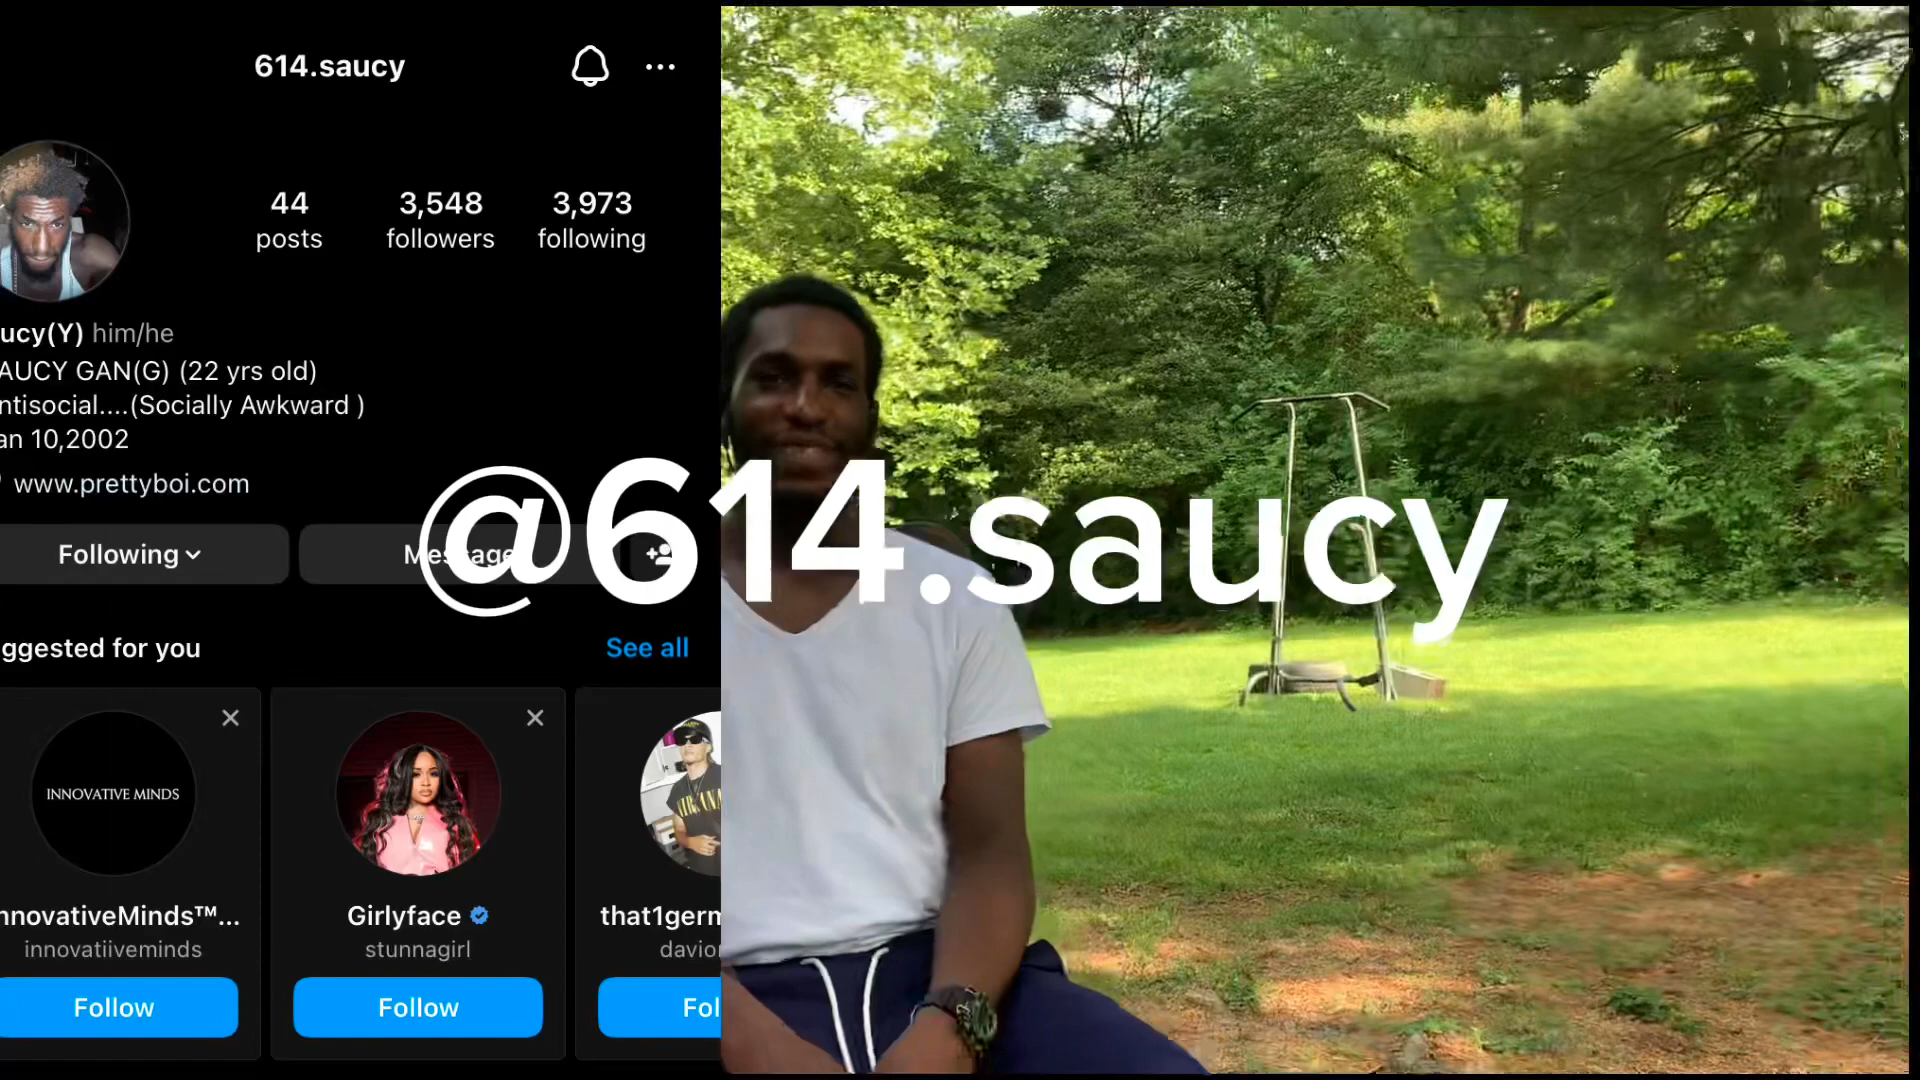 614.saucy
44
posts
3,548
followers
3,973
following
ucy(Y) him/he
AUCY GAN(G) (22 yrs old)
ntisocial....(Socially Awkward )
an 10,2002
www.prettyboi.com
Following
Message
@614.saucy
ggested for you
See all
INNOVATIVE MINDS
nnovativeMinds™...
innovatiiveminds
Follow
Girlyface
stunnagirl
Follow
that1germ
davior
Fol